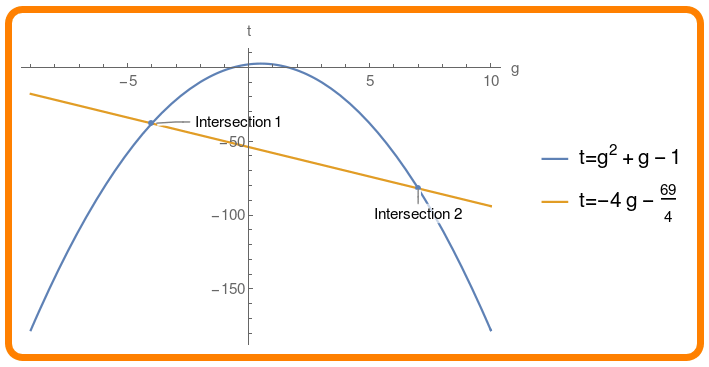 t
g
−5
5
10
−50
−100
−150
Intersection 1
Intersection 2
t=g² + g − 1
t=−4 g − 69/4